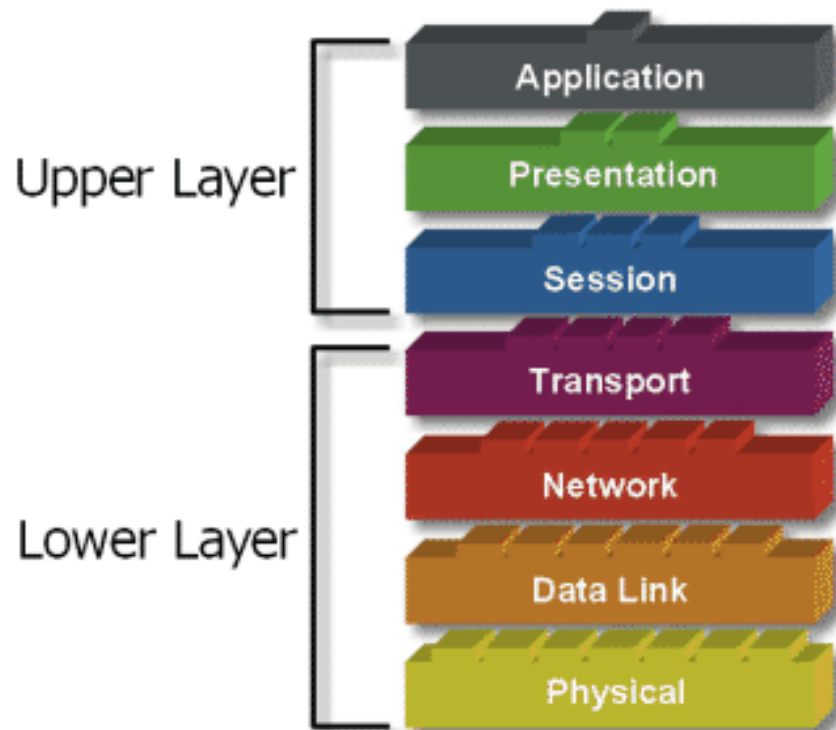 Upper Layer
Application
Presentation
Session
Lower Layer
Transport
Network
Data Link
Physical